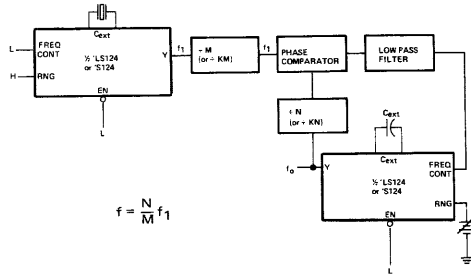 Cext
L
FREQ
CONT
H
RNG
½ 'LS124
or 'S124
Y
EN
L
f1
÷ M
(or ÷ KM)
f1
PHASE
COMPARATOR
LOW PASS
FILTER
÷ N
(or ÷ KN)
Cext
fo
Y
Cext
FREQ
CONT
½ 'LS124
or 'S124
RNG
EN
L
f = N/M f1